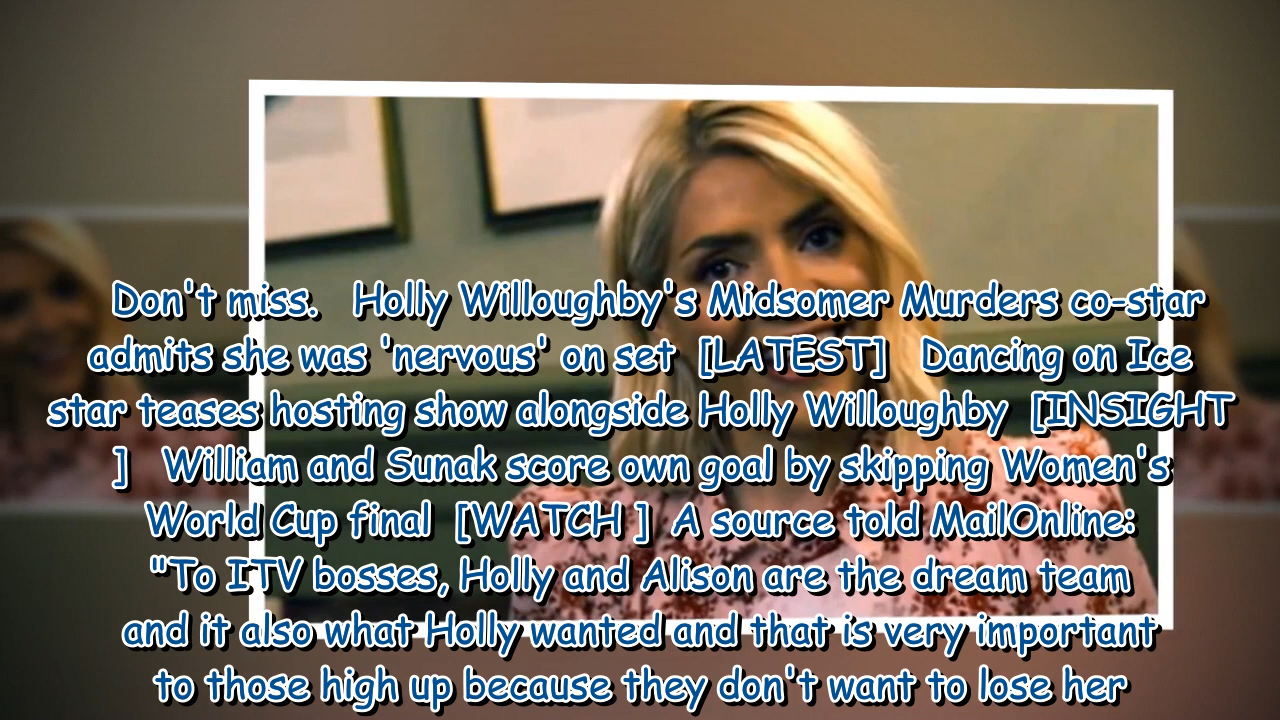 Don't miss.   Holly Willoughby's Midsomer Murders co-star
admits she was 'nervous' on set  [LATEST]   Dancing on Ice
star teases hosting show alongside Holly Willoughby  [INSIGHT
]   William and Sunak score own goal by skipping Women's
World Cup final  [WATCH ]  A source told MailOnline:
"To ITV bosses, Holly and Alison are the dream team
and it also what Holly wanted and that is very important
to those high up because they don't want to lose her